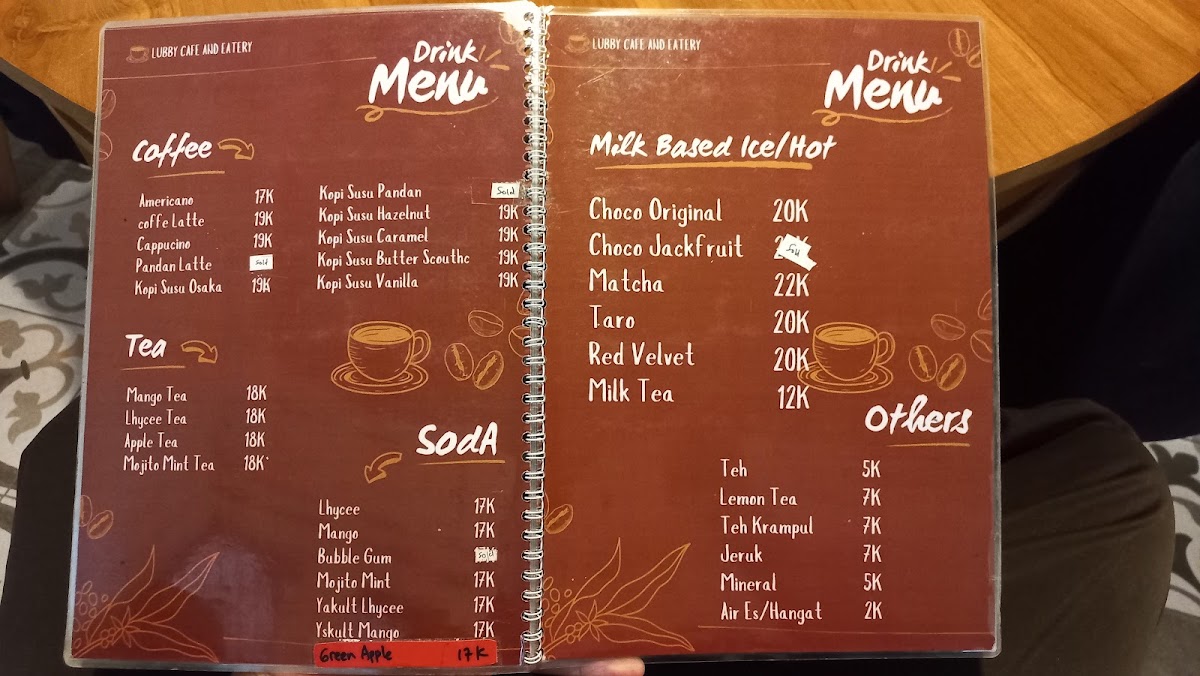 LUBBY CAFE AND EATERY
Drink
Menu
Coffee
Americano 17K
coffe Latte 19K
Cappucino 19K
Pandan Latte Sold
Kopi Susu Osaka 19K
Kopi Susu Pandan Sold
Kopi Susu Hazelnut 19K
Kopi Susu Caramel 19K
Kopi Susu Butter Scouthc 19K
Kopi Susu Vanilla 19K
Tea
Mango Tea 18K
Lhycee Tea 18K
Apple Tea 18K
Mojito Mint Tea 18K
SodA
Lhycee 17K
Mango 17K
Bubble Gum Sold
Mojito Mint 17K
Yakult Lhycee 17K
Yskult Mango 17K
Green Apple 17K
LUBBY CAFE AND EATERY
Drink
Menu
Milk Based Ice/Hot
Choco Original 20K
Choco Jackfruit Sold
Matcha 22K
Taro 20K
Red Velvet 20K
Milk Tea 12K
Others
Teh 5K
Lemon Tea 7K
Teh Krampul 7K
Jeruk 7K
Mineral 5K
Air Es/Hangat 2K